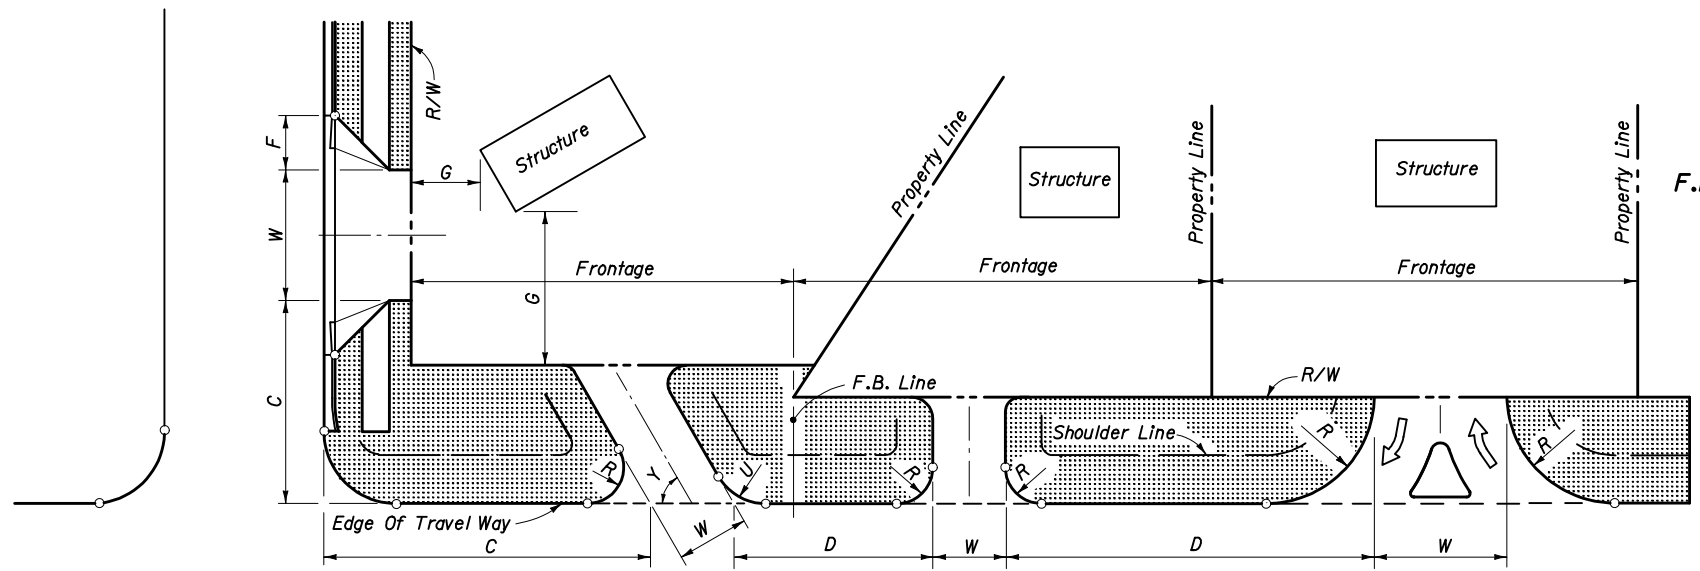 R/W
F
G
Structure
Property Line
Structure
Property Line
Structure
Property Line
F.
W
Frontage
Frontage
Frontage
G
C
F.B. Line
R/W
Shoulder Line
R
Y
U
R
R
R
R
Edge Of Travel Way
W
C
D
W
D
W